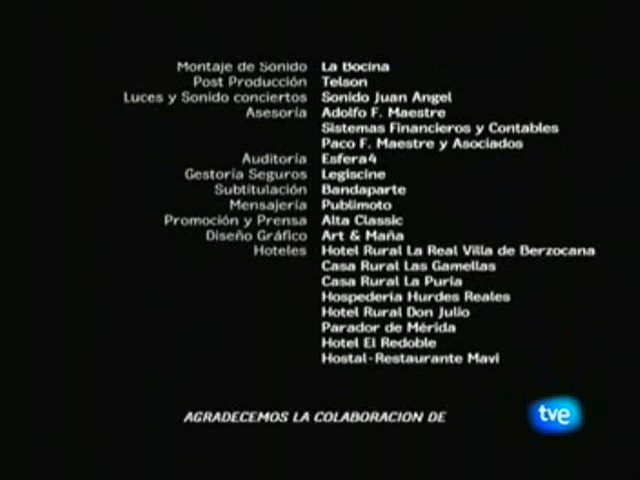 Montaje de Sonido La Bocina
Post Producción Telson
Luces y Sonido conciertos Sonido Juan Angel
Asesoría Adolfo F. Maestre
Sistemas Financieros y Contables
Paco F. Maestre y Asociados
Auditoría Esfera4
Gestoría Seguros Legiscine
Subtitulación Bandaparte
Mensajería Publimoto
Promoción y Prensa Alta Classic
Diseño Gráfico Art & Maña
Hoteles Hotel Rural La Real Villa de Berzocana
Casa Rural Las Gamellas
Casa Rural La Puria
Hospedería Hurdes Reales
Hotel Rural Don Julio
Parador de Mérida
Hotel El Redoble
Hostal-Restaurante Mavi
AGRADECEMOS LA COLABORACION DE
tve